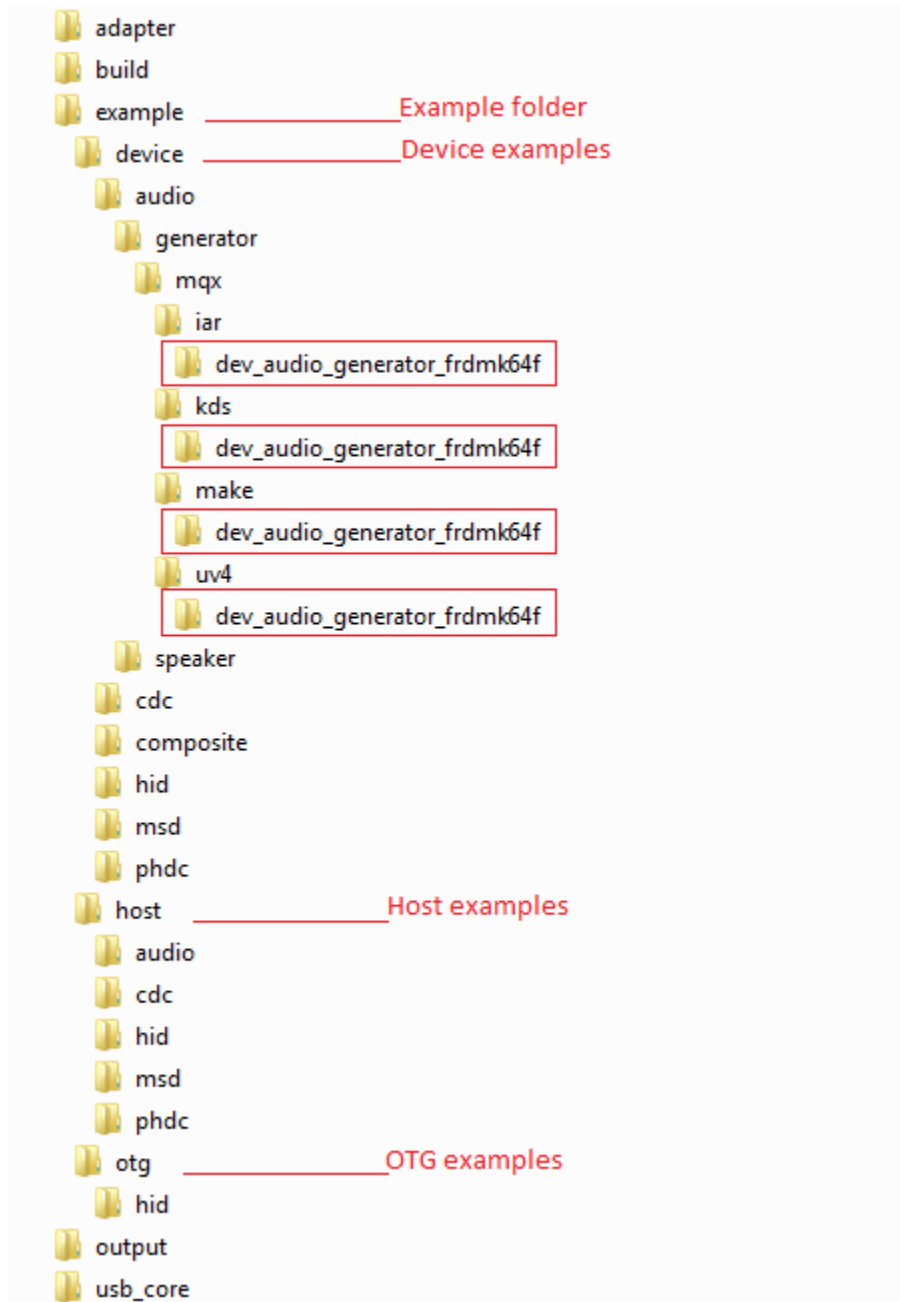 adapter
build
example Example folder
device Device examples
audio
generator
mqx
iar
dev_audio_generator_frdmk64f
kds
dev_audio_generator_frdmk64f
make
dev_audio_generator_frdmk64f
uv4
dev_audio_generator_frdmk64f
speaker
cdc
composite
hid
msd
phdc
host Host examples
audio
cdc
hid
msd
phdc
otg OTG examples
hid
output
usb_core